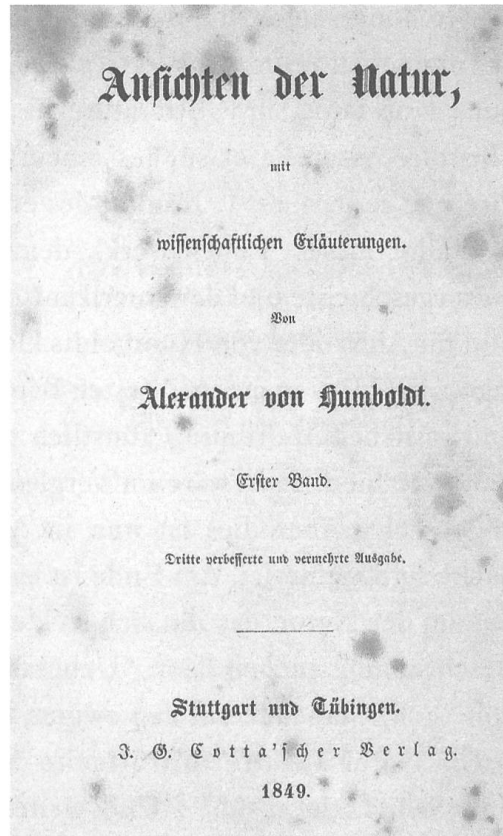 Ansichten der Natur,
mit
wissenschaftlichen Erläuterungen.
Von
Alexander von Humboldt.
Erster Band.
Dritte verbesserte und vermehrte Ausgabe.
Stuttgart und Tübingen.
J. G. Cotta'scher Verlag.
1849.